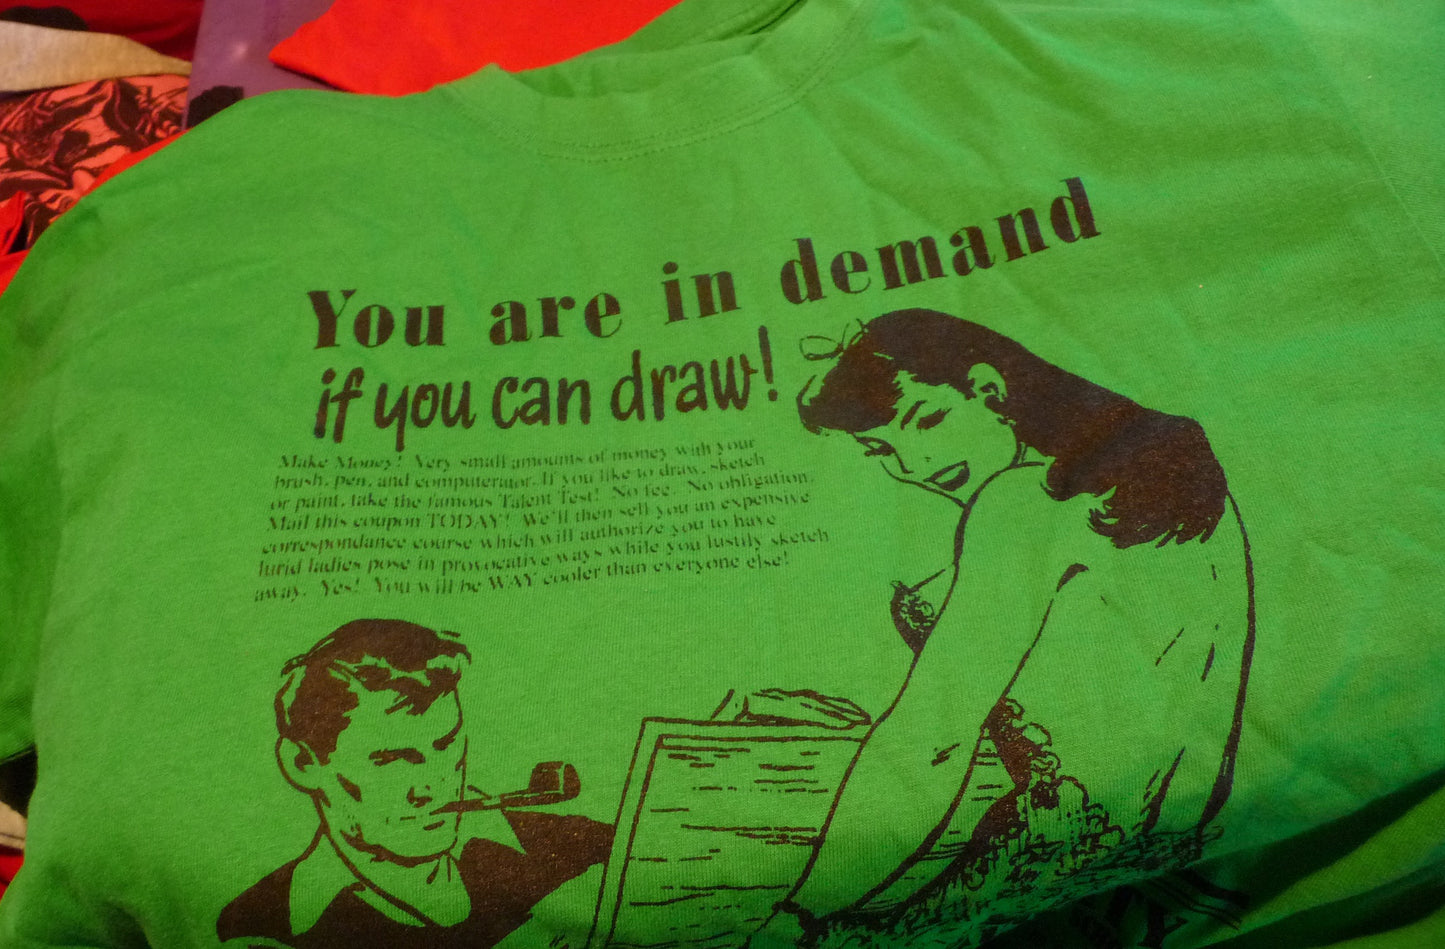 You are in demand
if you can draw!
Make Money! Very small amounts of money with your
brush, pen, and computerator. If you like to draw, sketch
or paint, take the famous Talent Test! No fee. No obligation.
Mail this coupon TODAY! We'll then sell you an expensive
correspondance course which will authorize you to have
lurid ladies pose in provocative ways while you lustily sketch
away. Yes! You will be WAY cooler than everyone else!